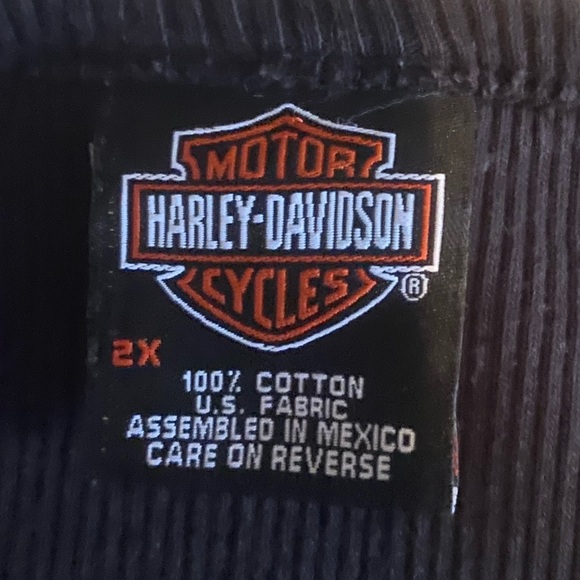 MOTOR
HARLEY-DAVIDSON
CYCLES
®
2X
100% COTTON
U.S. FABRIC
ASSEMBLED IN MEXICO
CARE ON REVERSE